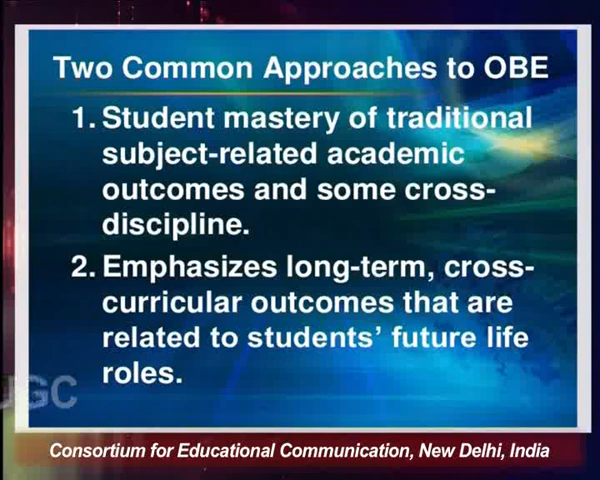 Two Common Approaches to OBE
1. Student mastery of traditional
subject-related academic
outcomes and some cross-
discipline.
2. Emphasizes long-term, cross-
curricular outcomes that are
related to students' future life
roles.
UGC
Consortium for Educational Communication, New Delhi, India